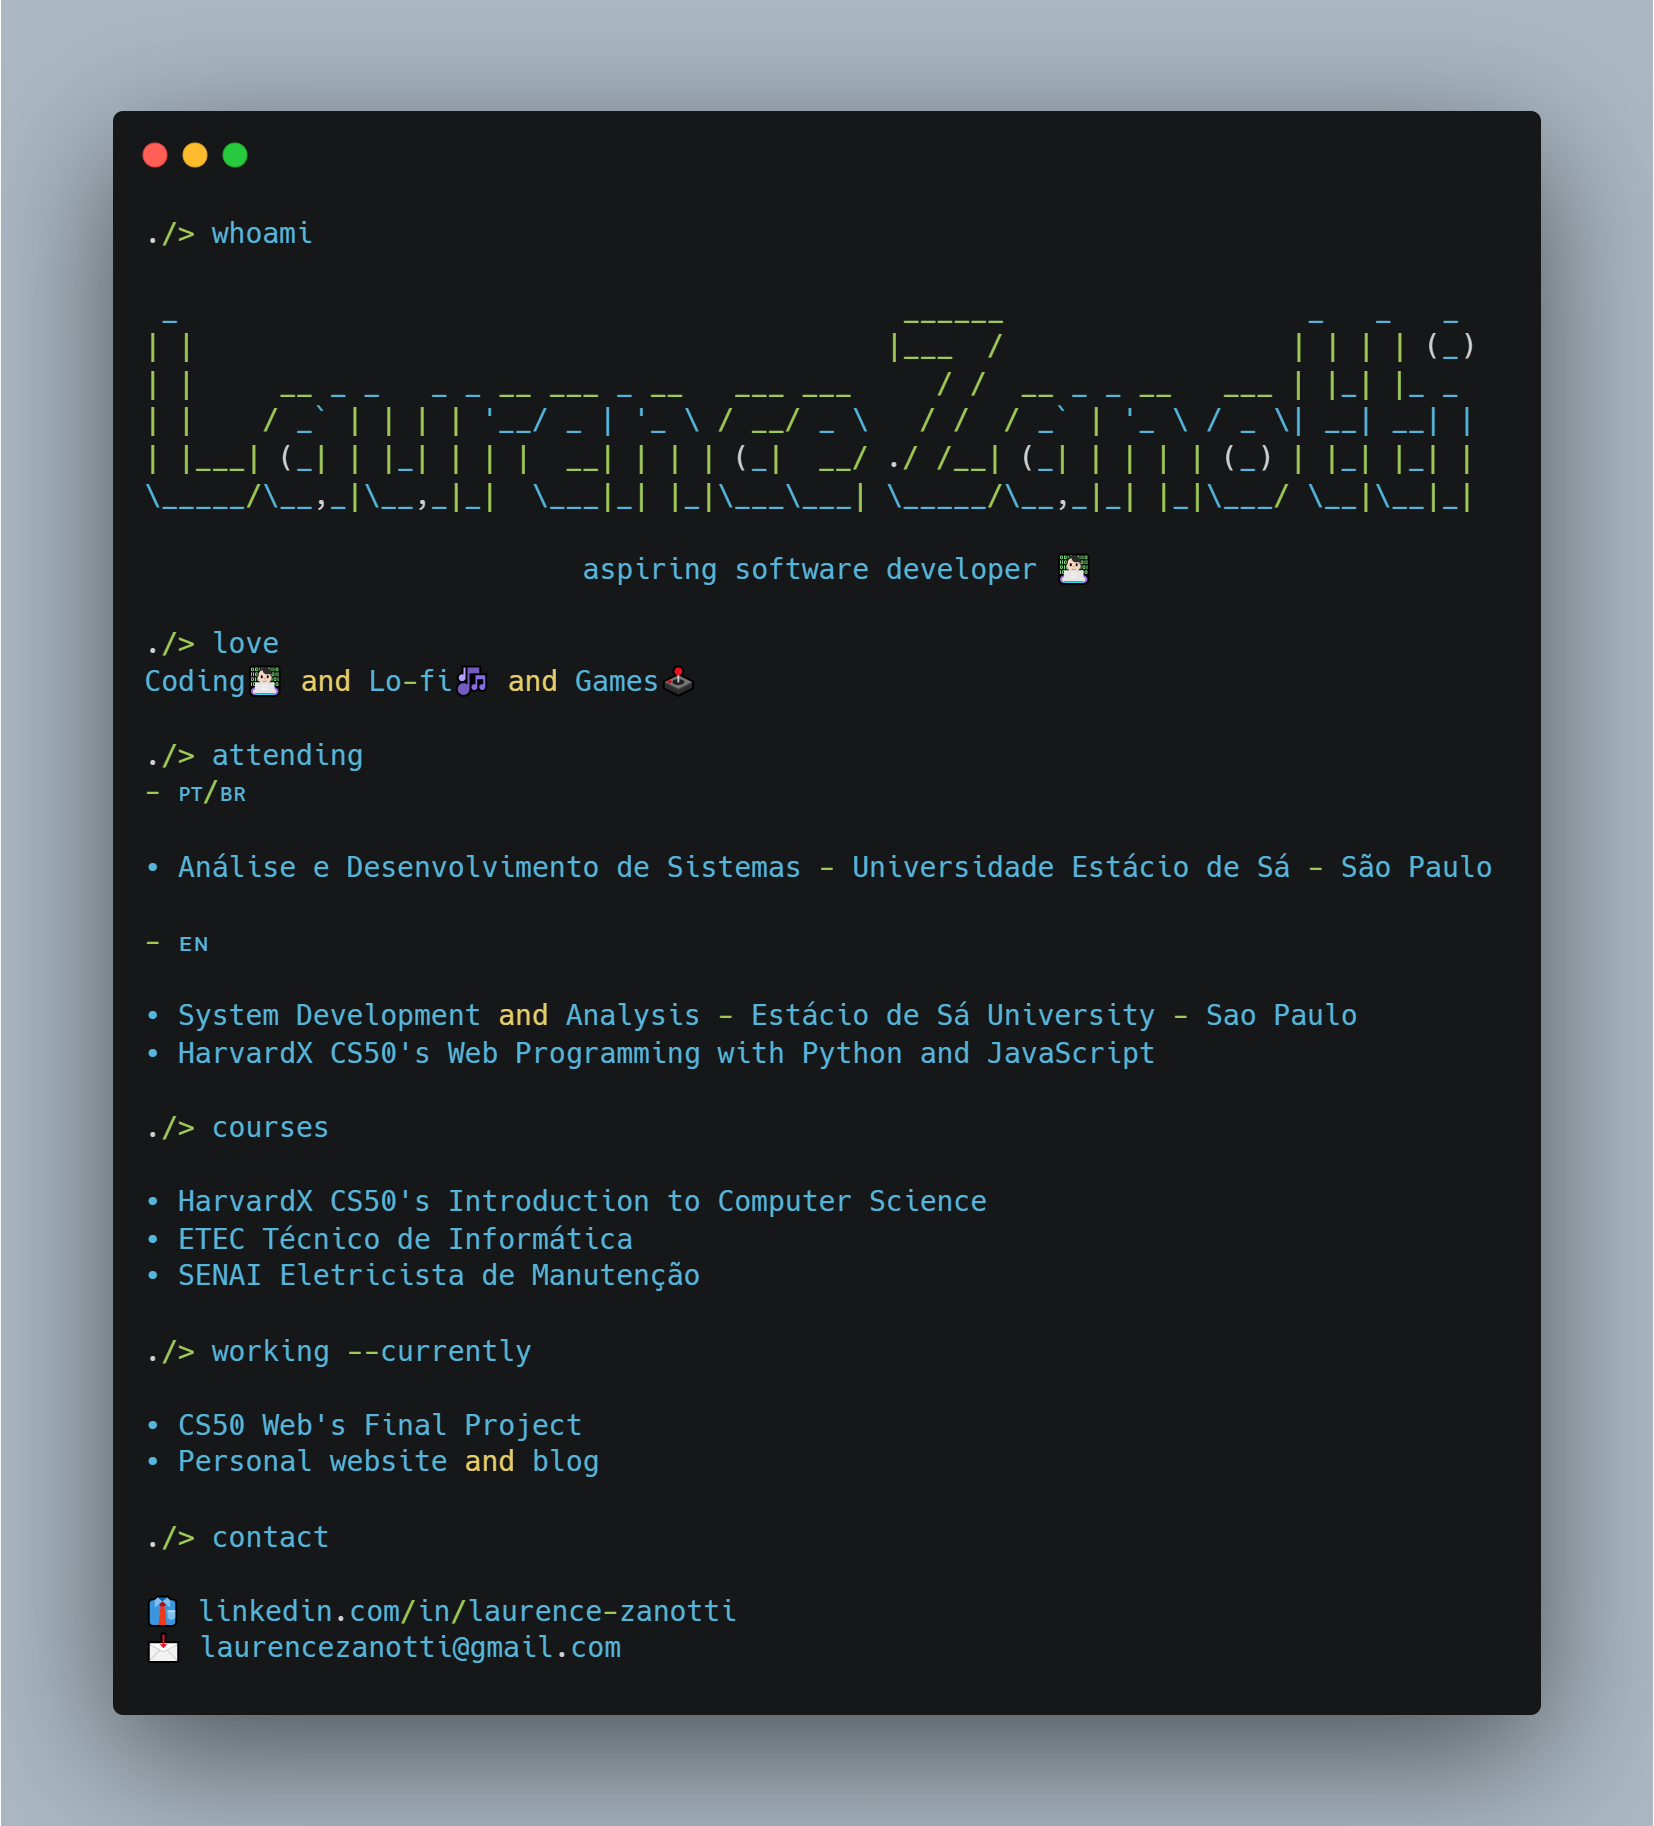 ./> whoami
Laurence Zanotti
aspiring software developer 👨🏻‍💻
./> love
Coding👨🏻‍💻 and Lo-fi🎶 and Games🕹️
./> attending
- ᴘᴛ/ʙʀ
• Análise e Desenvolvimento de Sistemas - Universidade Estácio de Sá - São Paulo
- ᴇɴ
• System Development and Analysis - Estácio de Sá University - Sao Paulo
• HarvardX CS50's Web Programming with Python and JavaScript
./> courses
• HarvardX CS50's Introduction to Computer Science
• ETEC Técnico de Informática
• SENAI Eletricista de Manutenção
./> working --currently
• CS50 Web's Final Project
• Personal website and blog
./> contact
👔 linkedin.com/in/laurence-zanotti
📩 laurencezanotti@gmail.com